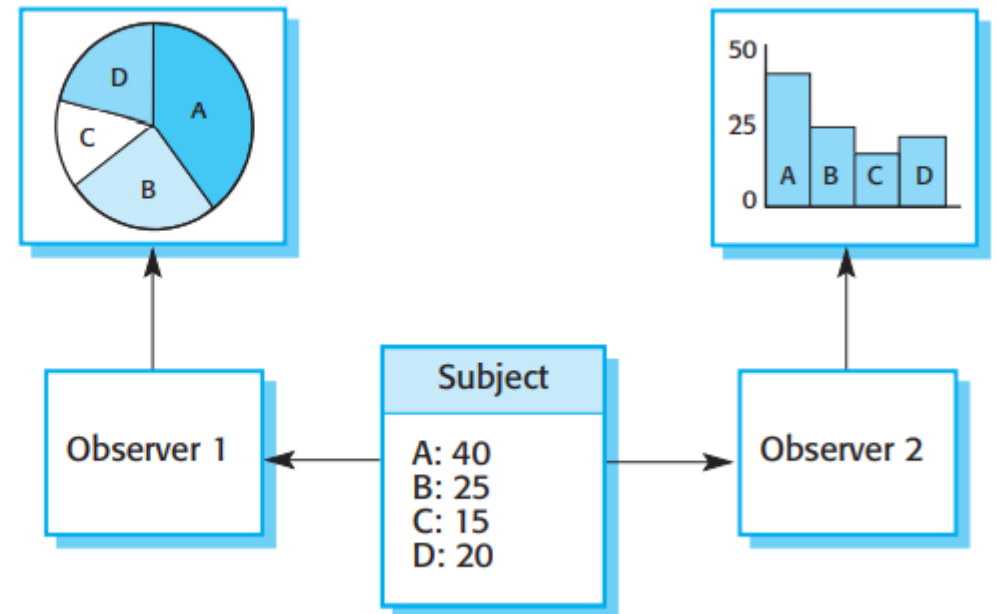 D
A
C
B
50
25
0
A B C D
Subject
Observer 1
A: 40
B: 25
C: 15
D: 20
Observer 2